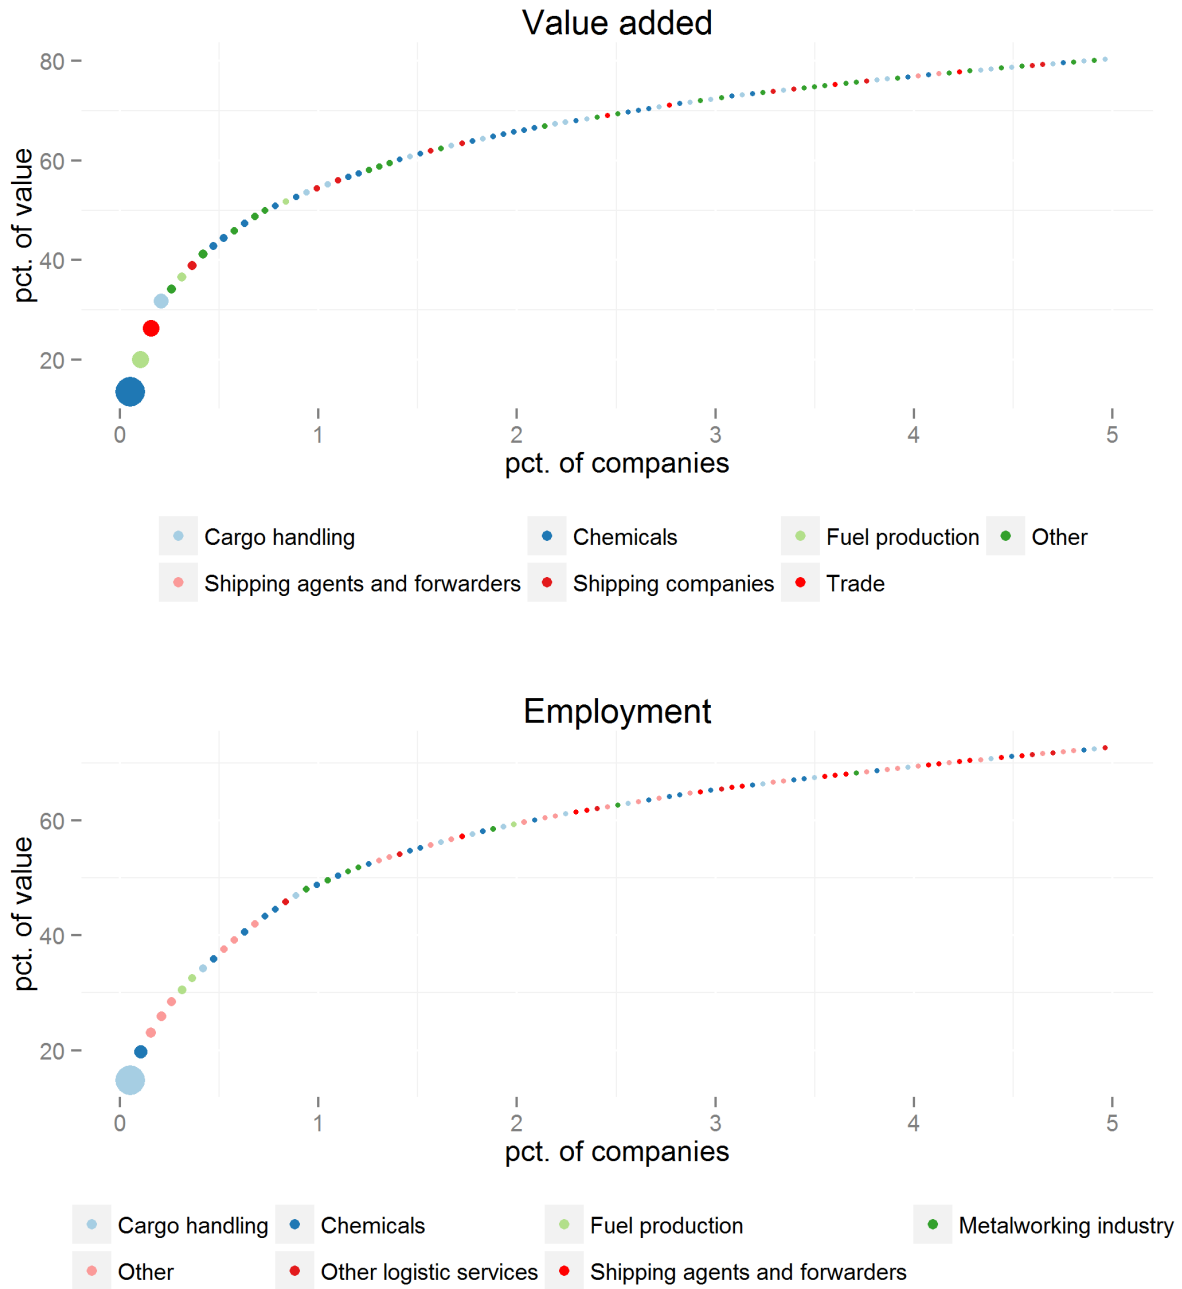 Value added
80
60
40
20
pct. of value
0 1 2 3 4 5
pct. of companies
Cargo handling Chemicals Fuel production Other
Shipping agents and forwarders Shipping companies Trade
Employment
60
40
20
pct. of value
0 1 2 3 4 5
pct. of companies
Cargo handling Chemicals Fuel production Metalworking industry
Other Other logistic services Shipping agents and forwarders